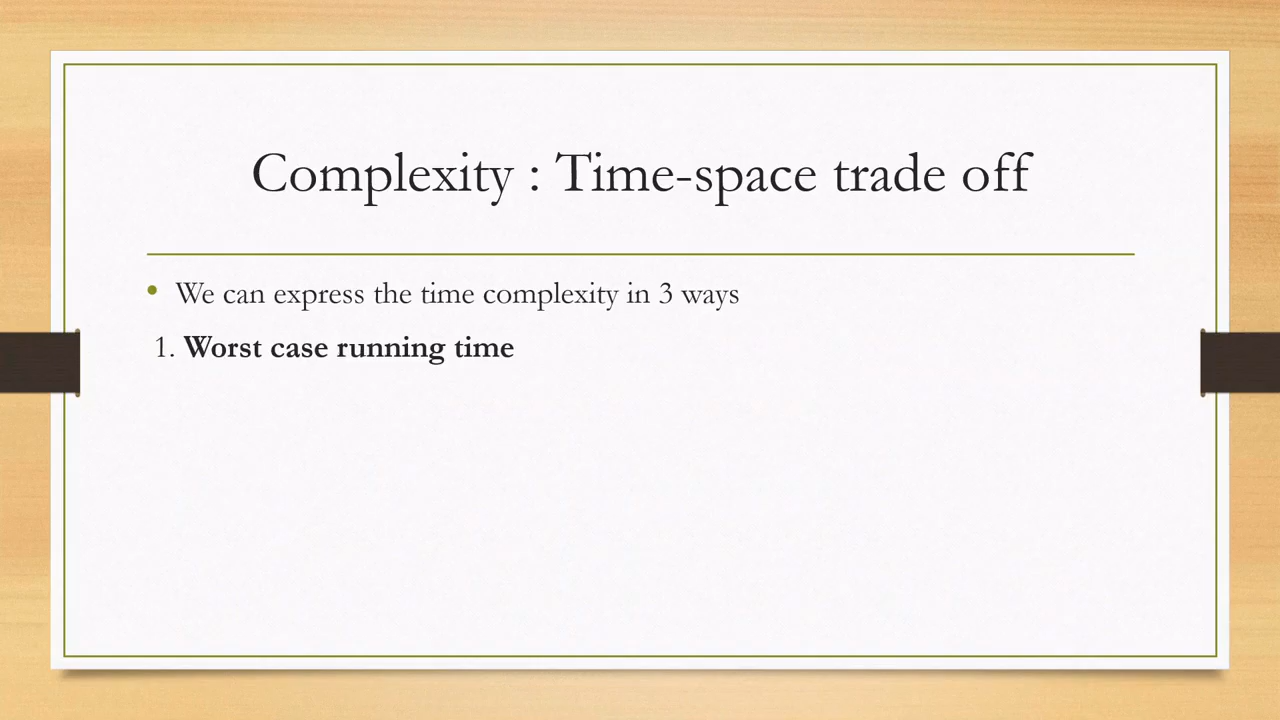 Complexity : Time-space trade off
• We can express the time complexity in 3 ways
1. Worst case running time